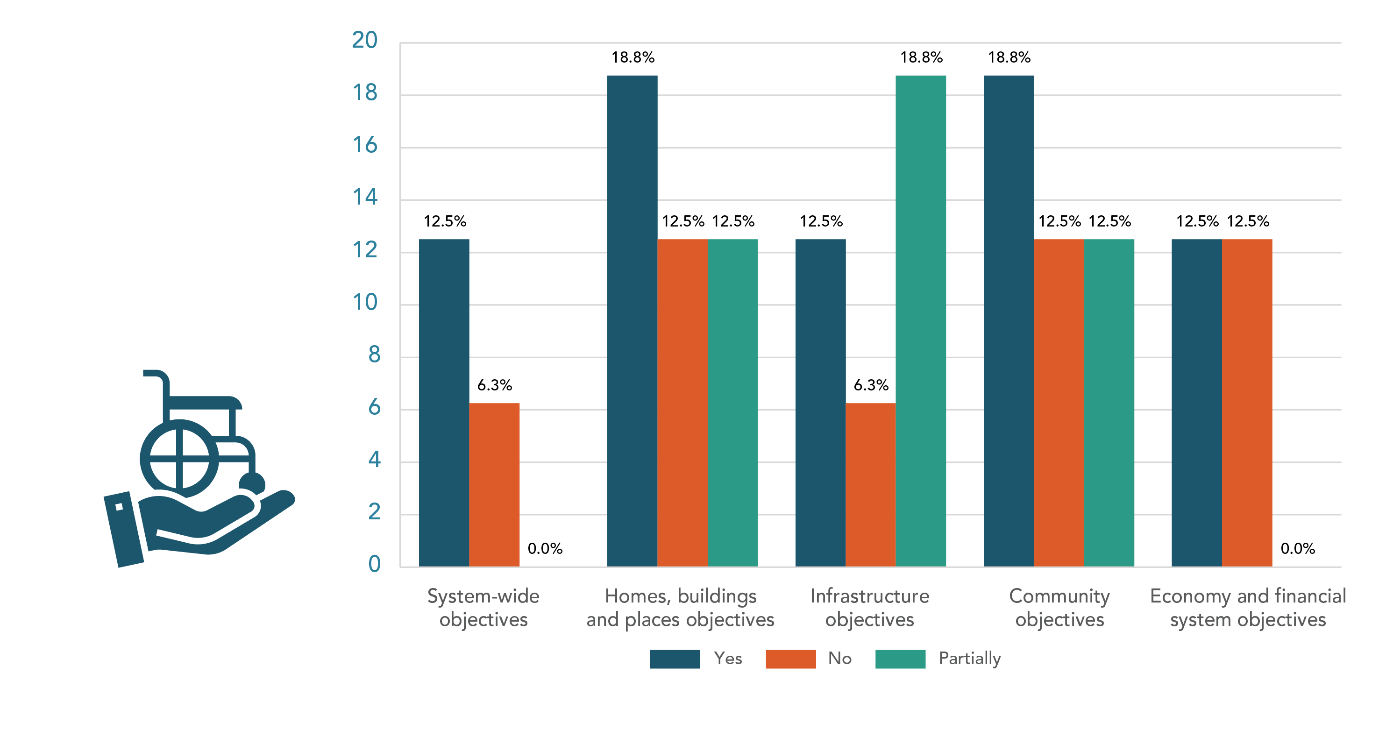 20
18.8%
18.8%
18.8%
18
16
14
12.5%
12.5% 12.5%
12.5%
12.5% 12.5%
12.5% 12.5%
12
10
8
6.3%
6.3%
6
4
2
0.0%
0.0%
0
System-wide
objectives
Homes, buildings
and places objectives
Infrastructure
objectives
Community
objectives
Economy and financial
system objectives
Yes
No
Partially